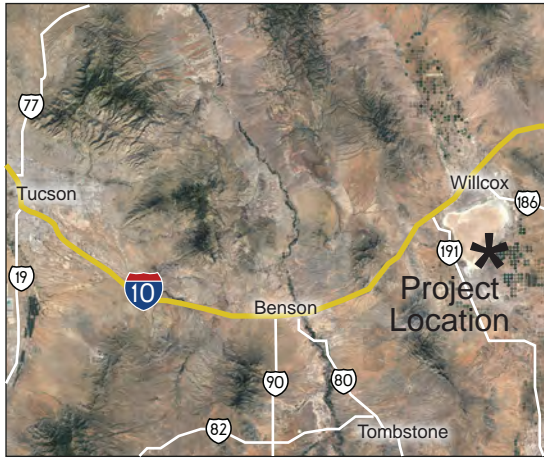 77
Tucson
Willcox
186
191
19
10
Project
Location
Benson
90
80
82
Tombstone